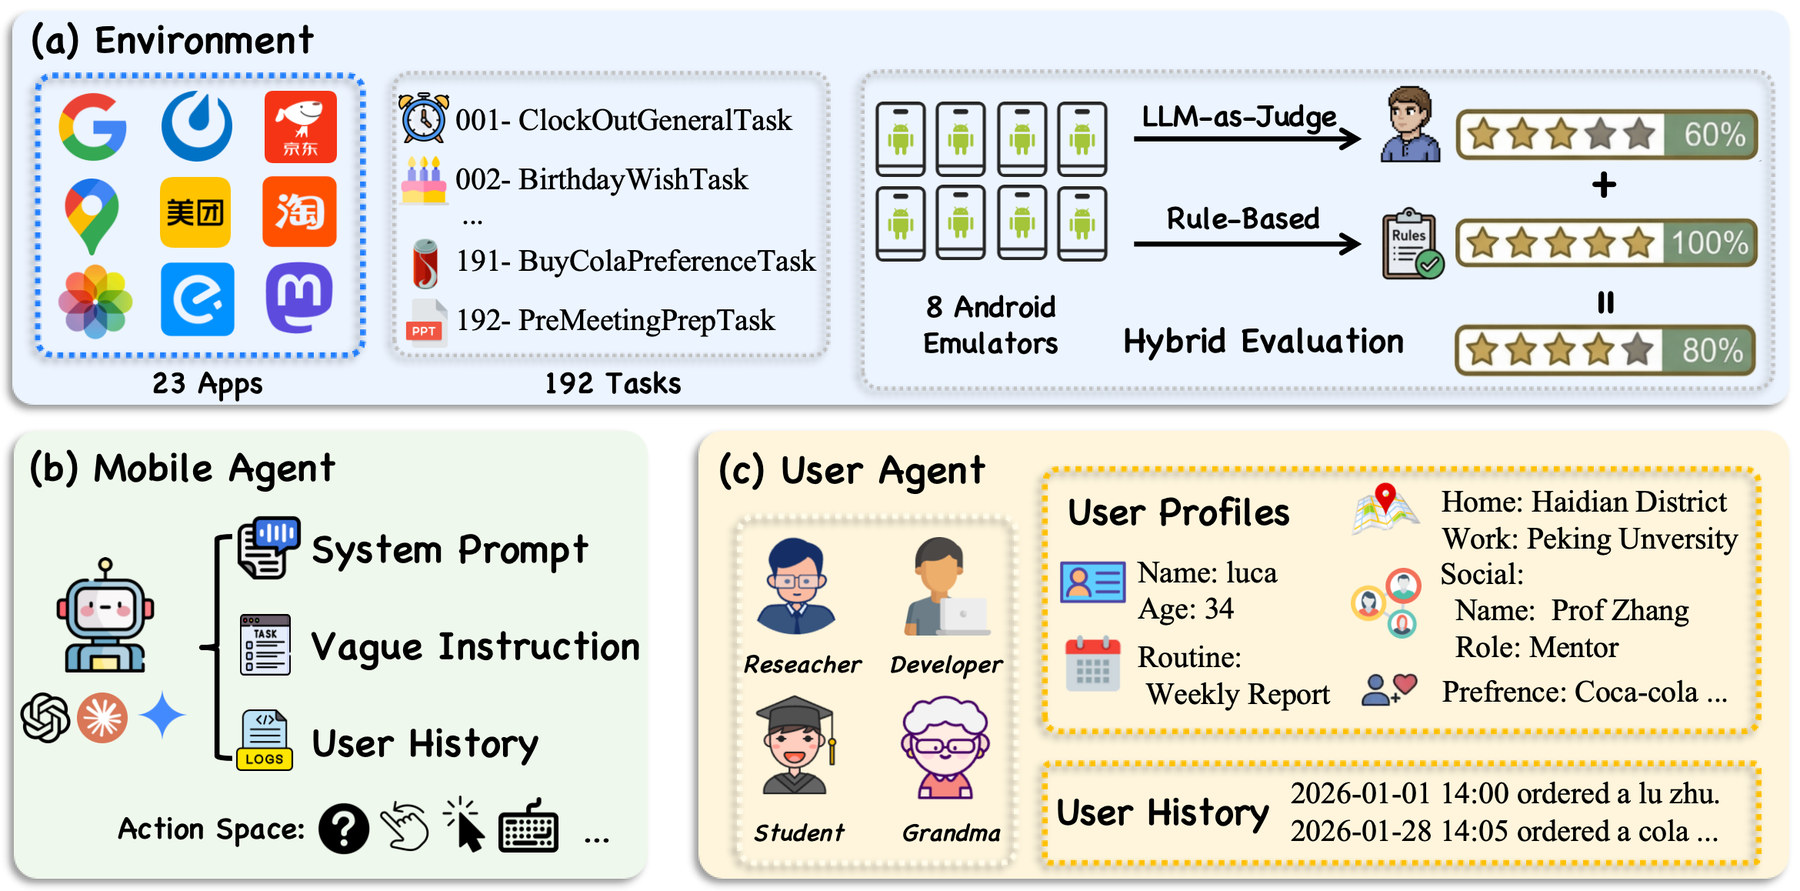 (a) Environment
京东
美团
淘
23 Apps
001- ClockOutGeneralTask
002- BirthdayWishTask
...
191- BuyColaPreferenceTask
PPT
192- PreMeetingPrepTask
192 Tasks
8 Android
Emulators
LLM-as-Judge
60%
+
Rule-Based
Rules
100%
=
Hybrid Evaluation
80%
(b) Mobile Agent
System Prompt
TASK
Vague Instruction
</>
LOGS
User History
Action Space:
?
...
(c) User Agent
Reseacher
Developer
Student
Grandma
User Profiles
Name: luca
Age: 34
Routine:
Weekly Report
Home: Haidian District
Work: Peking Unversity
Social:
Name: Prof Zhang
Role: Mentor
Prefrence: Coca-cola ...
User History
2026-01-01 14:00 ordered a lu zhu.
2026-01-28 14:05 ordered a cola ...